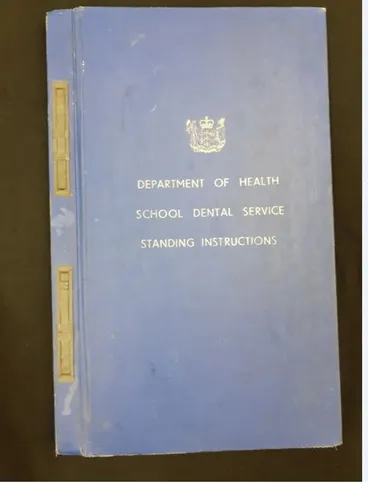 DEPARTMENT OF HEALTH
SCHOOL DENTAL SERVICE
STANDING INSTRUCTIONS